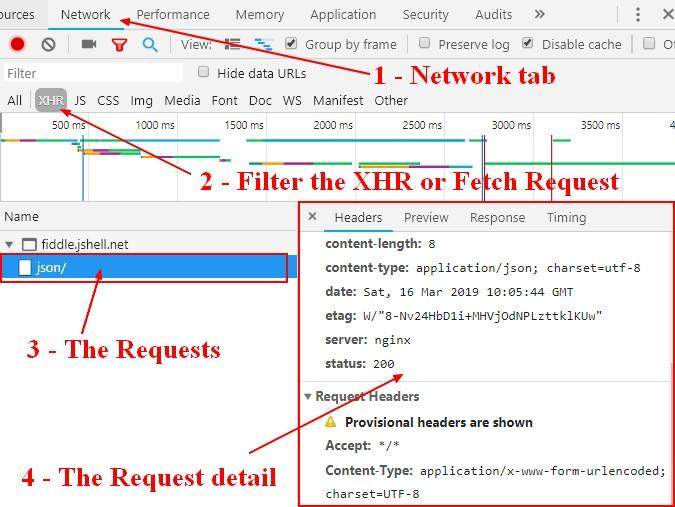 ources Network Performance Memory Application Security Audits »
View: Group by frame Preserve log Disable cache Of
Filter Hide data URLs
1 - Network tab
All XHR JS CSS Img Media Font Doc WS Manifest Other
500 ms 1000 ms 1500 ms 2000 ms 2500 ms 3000 ms 3500 ms 4
2 - Filter the XHR or Fetch Request
Name
fiddle.jshell.net
json/
3 - The Requests
× Headers Preview Response Timing
content-length: 8
content-type: application/json; charset=utf-8
date: Sat, 16 Mar 2019 10:05:44 GMT
etag: W/"8-Nv24HbD1i+MHVjOdNPLzttklKUw"
server: nginx
status: 200
Request Headers
Provisional headers are shown
Accept: */*
Content-Type: application/x-www-form-urlencoded;
charset=UTF-8
4 - The Request detail